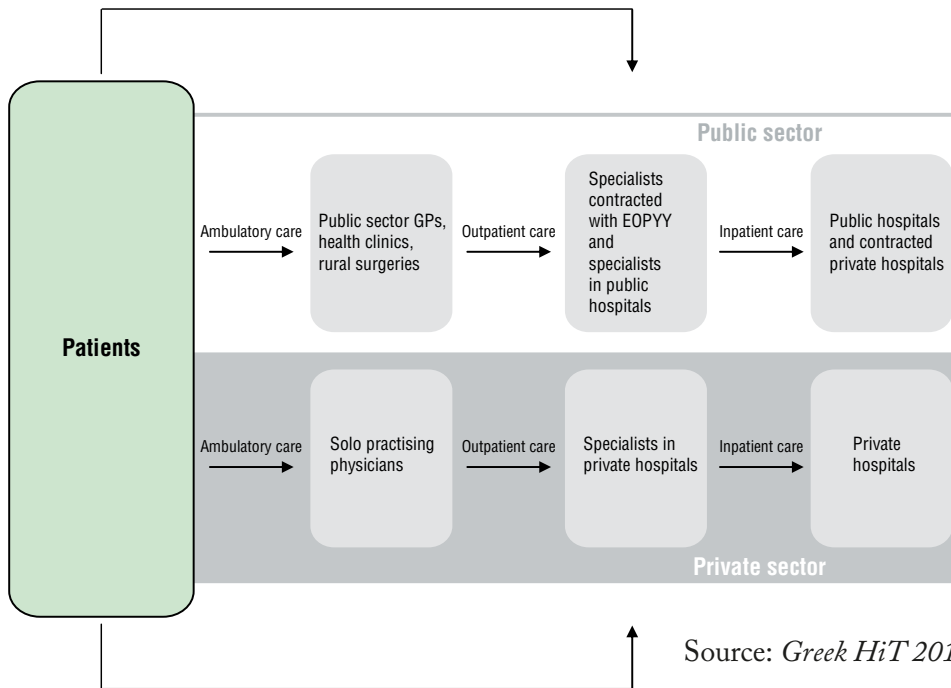 Public sector
Patients
Ambulatory care
Public sector GPs,
health clinics,
rural surgeries
Outpatient care
Specialists
contracted
with EOPYY
and
specialists
in public
hospitals
Inpatient care
Public hospitals
and contracted
private hospitals
Ambulatory care
Solo practising
physicians
Outpatient care
Specialists in
private hospitals
Inpatient care
Private
hospitals
Private sector
Source: Greek HiT 201